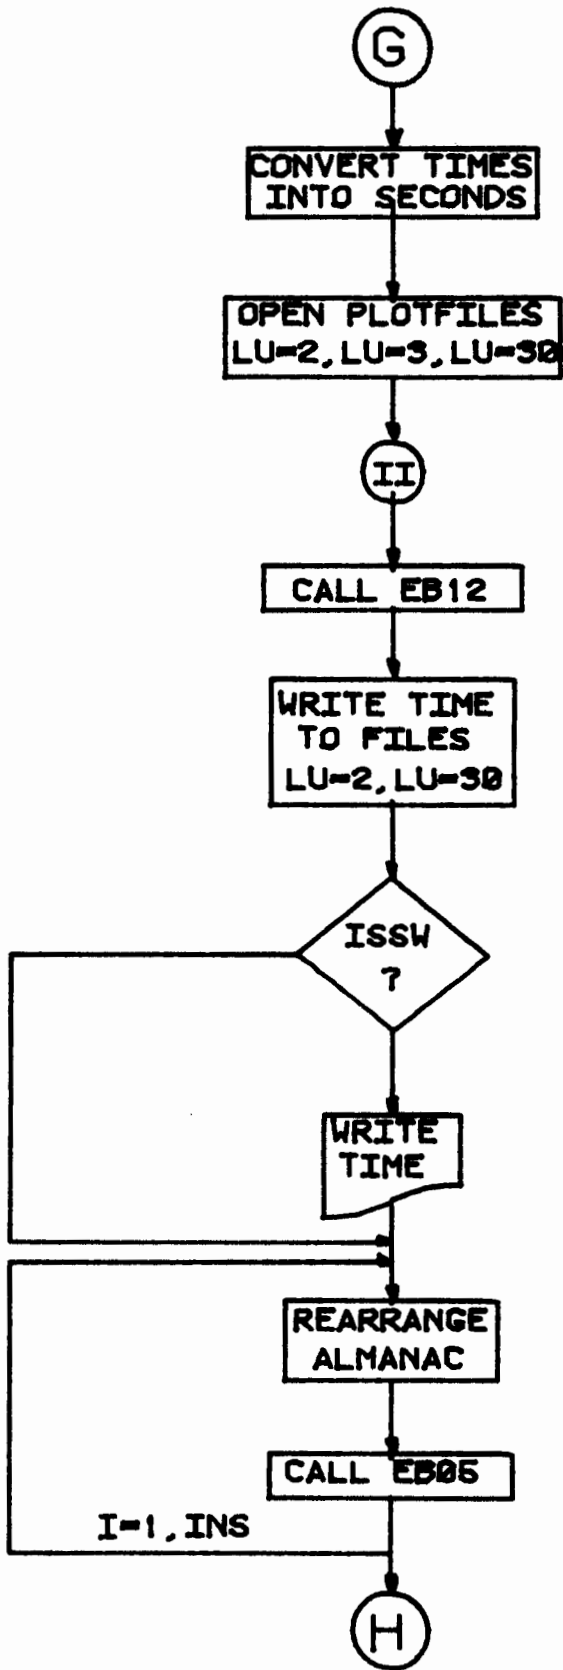 G
CONVERT TIMES
INTO SECONDS
OPEN PLOTFILES
LU=2, LU=3, LU=30
II
CALL EB12
WRITE TIME
TO FILES
LU=2, LU=30
ISSW
?
WRITE
TIME
REARRANGE
ALMANAC
CALL EB05
I=1, INS
H